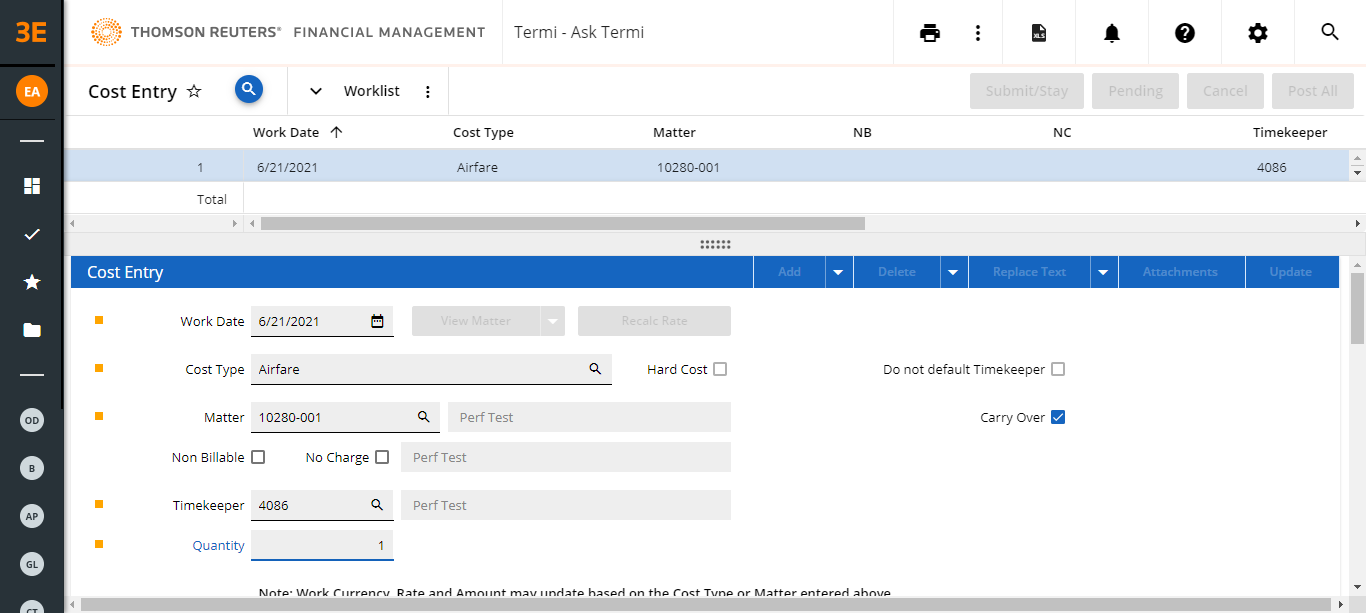 3E THOMSON REUTERS® FINANCIAL MANAGEMENT Termi - Ask Termi XLS
EA Cost Entry Worklist Submit/Stay Pending Cancel Post All
Work Date Cost Type Matter NB NC Timekeeper
1 6/21/2021 Airfare 10280-001 4086
Total
Cost Entry Add Delete Replace Text Attachments Update
Work Date 6/21/2021 View Matter Recalc Rate
Cost Type Airfare Hard Cost Do not default Timekeeper
Matter 10280-001 Perf Test Carry Over
OD
Non Billable No Charge Perf Test
B
Timekeeper 4086 Perf Test
AP
Quantity 1
GL
Note: Work Currency, Rate and Amount may update based on the Cost Type or Matter entered above
CT